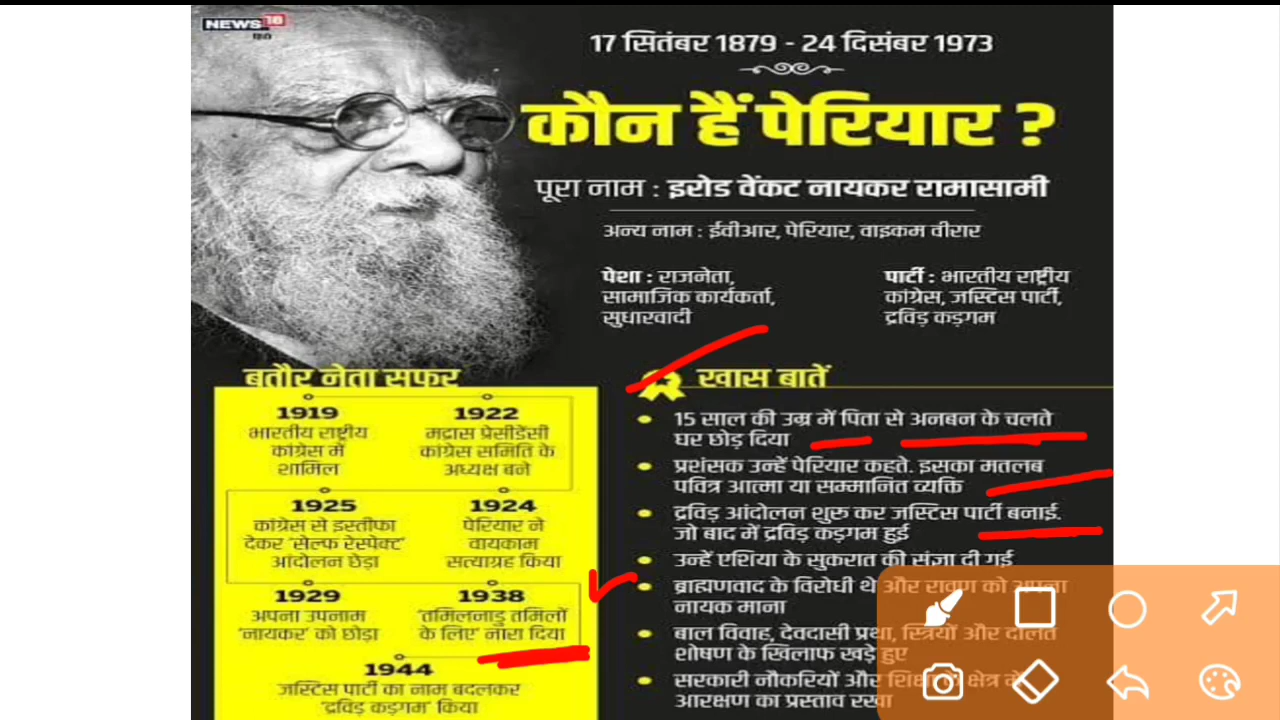 NEWS 18
हिंदी
17 सितंबर 1879 - 24 दिसंबर 1973
कौन हैं पेरियार ?
पूरा नाम : इरोड वेंकट नायकर रामासामी
अन्य नाम : ईवीआर, पेरियार, वाइकम वीरार
पेशा : राजनेता,
सामाजिक कार्यकर्ता,
सुधारवादी
पार्टी : भारतीय राष्ट्रीय
कांग्रेस, जस्टिस पार्टी,
द्रविड़ कड़गम
बतौर नेता सफर
1919
भारतीय राष्ट्रीय
कांग्रेस में
शामिल
1922
मद्रास प्रेसीडेंसी
कांग्रेस समिति के
अध्यक्ष बने
1925
कांग्रेस से इस्तीफा
देकर 'सेल्फ रेस्पेक्ट'
आंदोलन छेड़ा
1924
पेरियार ने
वायकाम
सत्याग्रह किया
1929
अपना उपनाम
'नायकर' को छोड़ा
1938
'तमिलनाडु तमिलों
के लिए' नारा दिया
1944
जस्टिस पार्टी का नाम बदलकर
'द्रविड़ कड़गम' किया
खास बातें
15 साल की उम्र में पिता से अनबन के चलते
घर छोड़ दिया
प्रशंसक उन्हें पेरियार कहते. इसका मतलब
पवित्र आत्मा या सम्मानित व्यक्ति
द्रविड़ आंदोलन शुरु कर जस्टिस पार्टी बनाई.
जो बाद में द्रविड़ कड़गम हुई
उन्हें एशिया के सुकरात की संज्ञा दी गई
ब्राह्मणवाद के विरोधी थे और रावण को अपना
नायक माना
बाल विवाह, देवदासी प्रथा, स्त्रियों और दलित
शोषण के खिलाफ खड़े हुए
सरकारी नौकरियों और शिक्षा के क्षेत्र में
आरक्षण का प्रस्ताव रखा